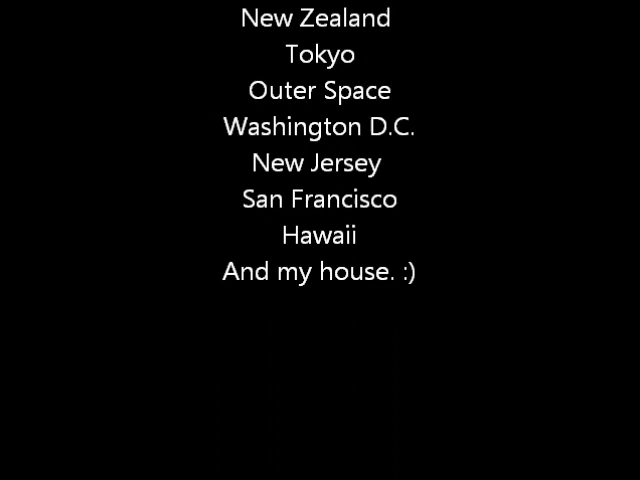 New Zealand
Tokyo
Outer Space
Washington D.C.
New Jersey
San Francisco
Hawaii
And my house. :)